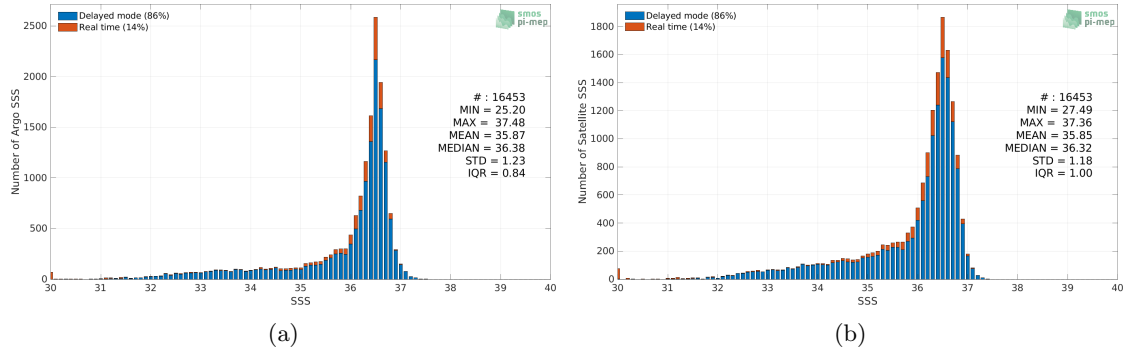 Delayed mode (86%)
Real time (14%)
smos
pi-mep
2500
2000
1500
1000
500
0
Number of Argo SSS
# : 16453
MIN = 25.20
MAX = 37.48
MEAN = 35.87
MEDIAN = 36.38
STD = 1.23
IQR = 0.84
30 31 32 33 34 35 36 37 38 39 40
SSS
(a)
Delayed mode (86%)
Real time (14%)
smos
pi-mep
1800
1600
1400
1200
1000
800
600
400
200
0
Number of Satellite SSS
# : 16453
MIN = 27.49
MAX = 37.36
MEAN = 35.85
MEDIAN = 36.32
STD = 1.18
IQR = 1.00
30 31 32 33 34 35 36 37 38 39 40
SSS
(b)